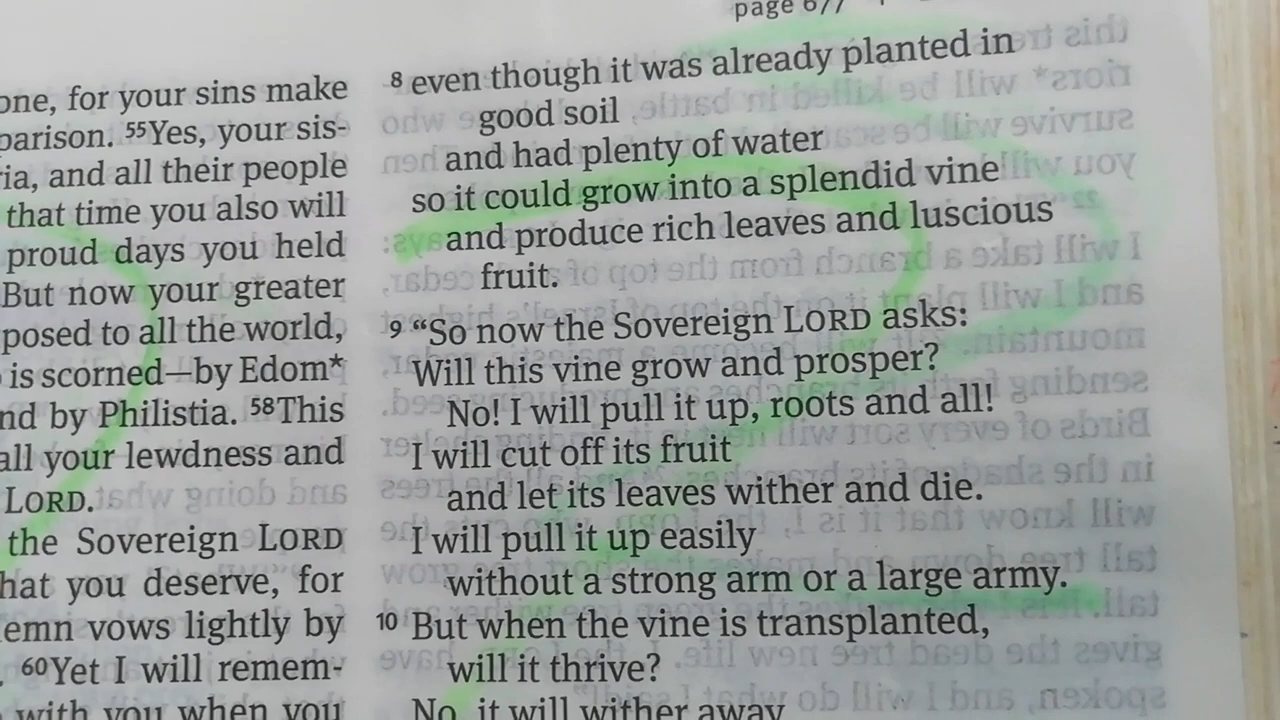 page 677
one, for your sins make
parison. 55Yes, your sis-
ria, and all their people
that time you also will
proud days you held
But now your greater
posed to all the world,
is scorned—by Edom*
nd by Philistia. 58This
all your lewdness and
LORD.
the Sovereign LORD
hat you deserve, for
emn vows lightly by
60Yet I will remem-
with you when you
8 even though it was already planted in
good soil
and had plenty of water
so it could grow into a splendid vine
and produce rich leaves and luscious
fruit.
9 “So now the Sovereign LORD asks:
Will this vine grow and prosper?
No! I will pull it up, roots and all!
I will cut off its fruit
and let its leaves wither and die.
I will pull it up easily
without a strong arm or a large army.
10 But when the vine is transplanted,
will it thrive?
No, it will wither away